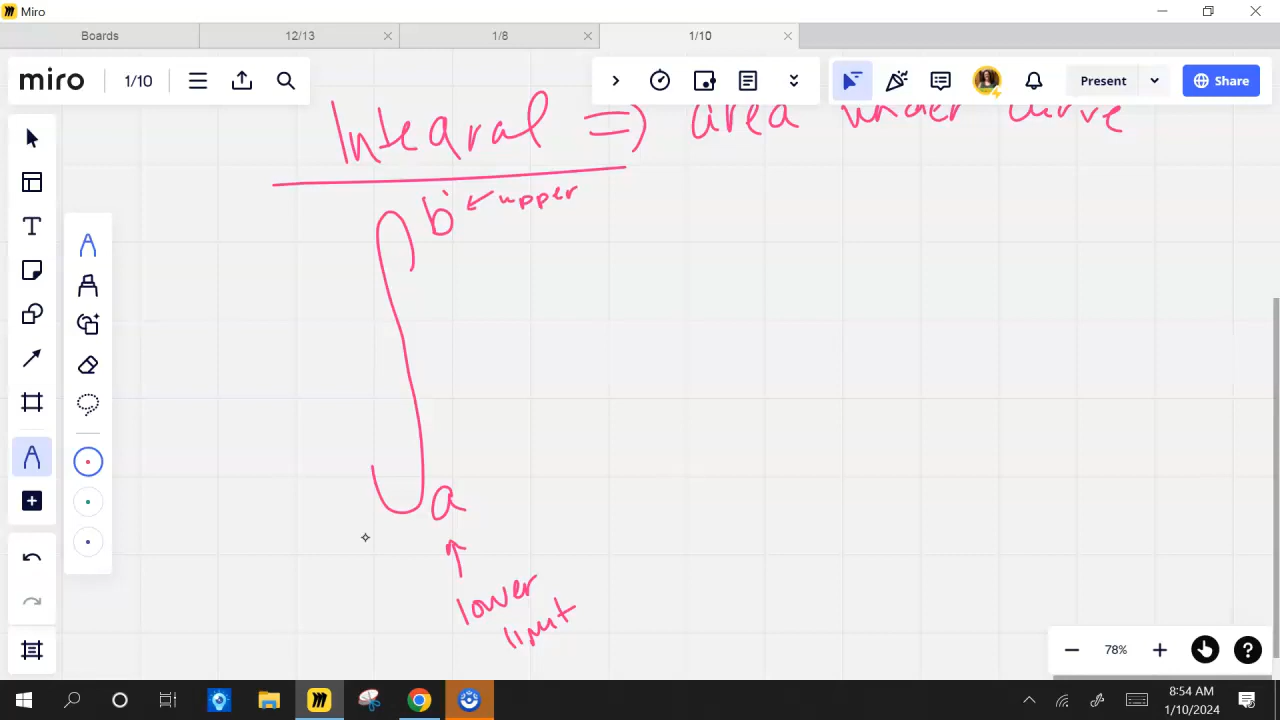 Miro
Boards
12/13
1/8
1/10
miro
1/10
Present
Share
Integral => area under curve
b ← upper
a
lower
limit
78%
8:54 AM
1/10/2024